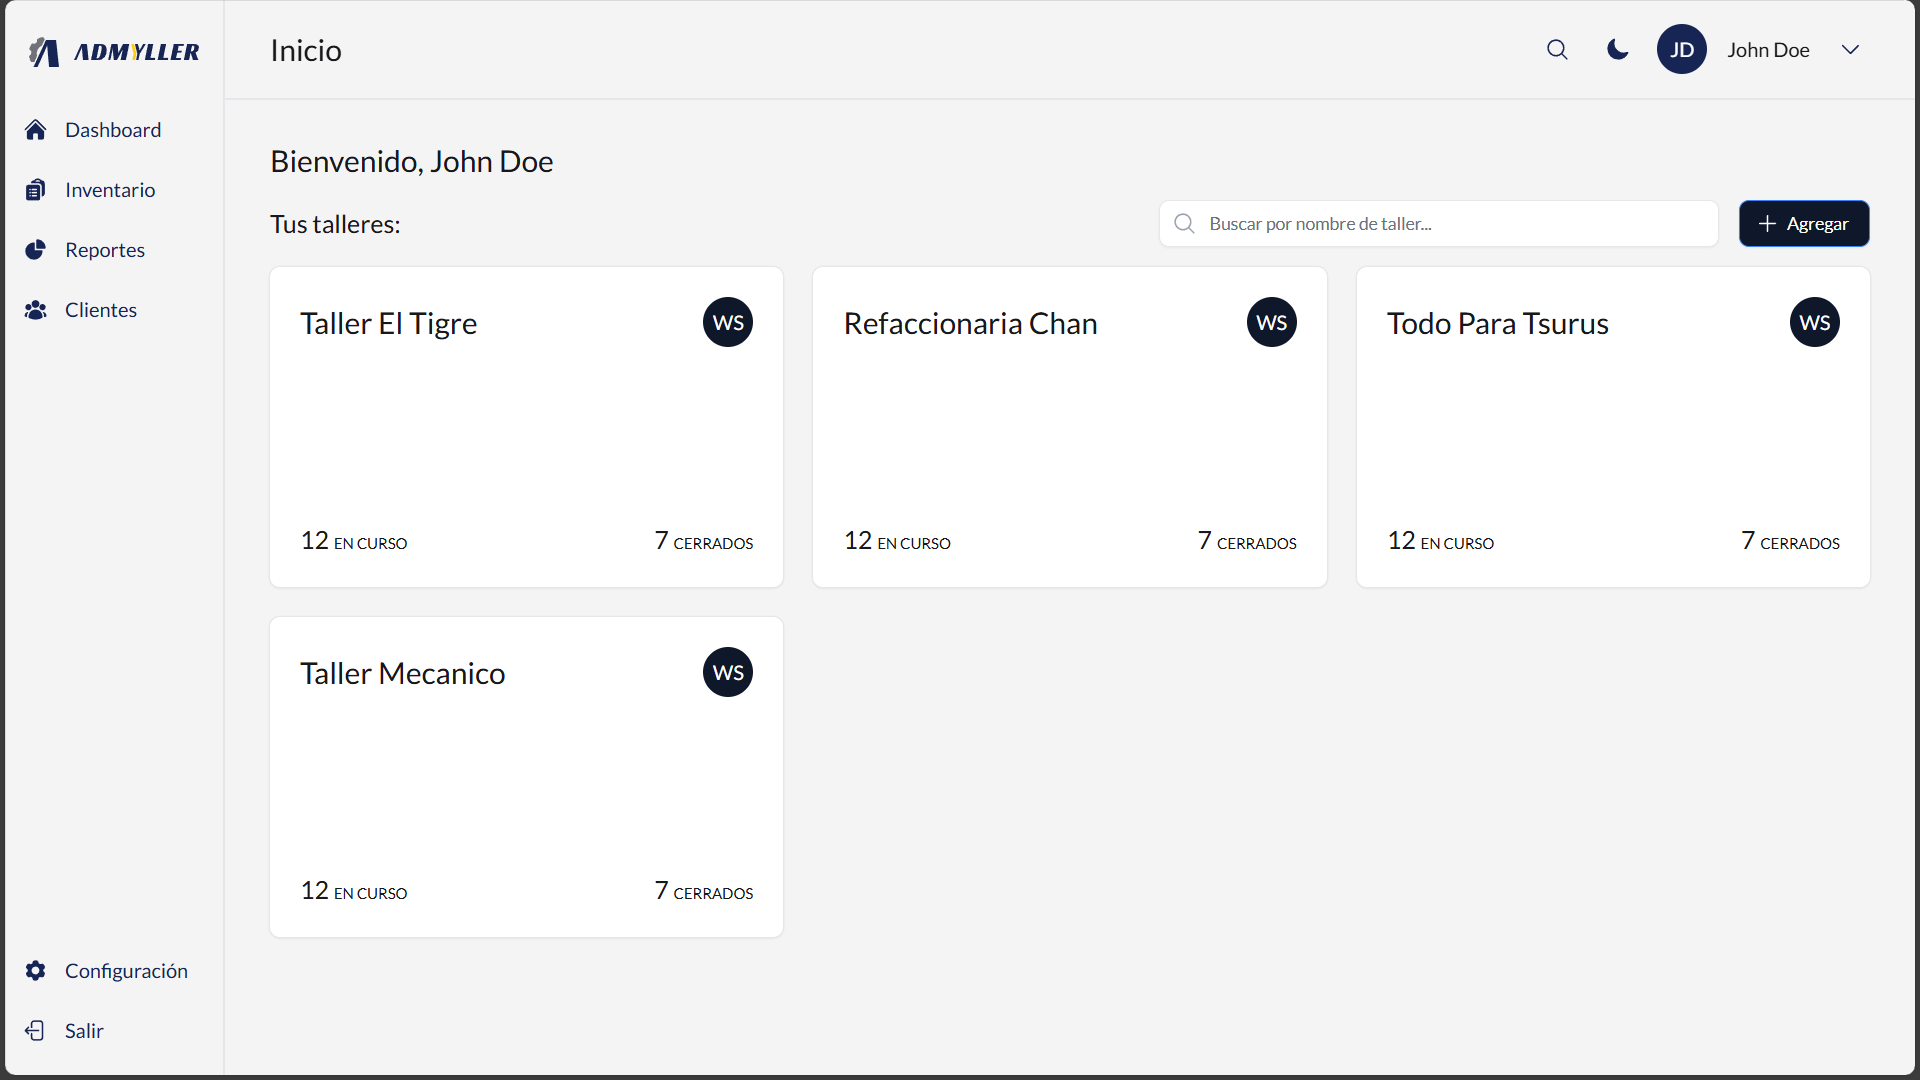 ADMYLLER
Inicio
JD
John Doe
Dashboard
Inventario
Reportes
Clientes
Configuración
Salir
Bienvenido, John Doe
Tus talleres:
Buscar por nombre de taller...
Agregar
Taller El Tigre
WS
12 EN CURSO
7 CERRADOS
Refaccionaria Chan
WS
12 EN CURSO
7 CERRADOS
Todo Para Tsurus
WS
12 EN CURSO
7 CERRADOS
Taller Mecanico
WS
12 EN CURSO
7 CERRADOS